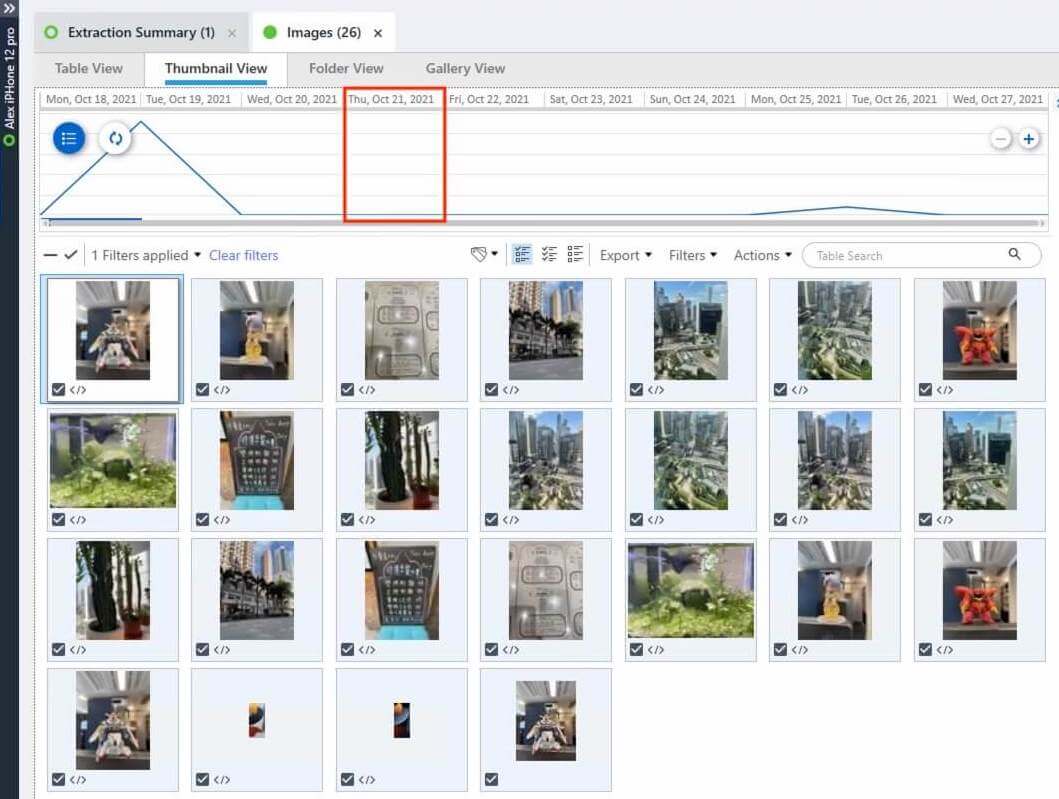 Alex iPHone 12 pro
Extraction Summary (1) ×
Images (26) ×
Table View
Thumbnail View
Folder View
Gallery View
Mon, Oct 18, 2021
Tue, Oct 19, 2021
Wed, Oct 20, 2021
Thu, Oct 21, 2021
Fri, Oct 22, 2021
Sat, Oct 23, 2021
Sun, Oct 24, 2021
Mon, Oct 25, 2021
Tue, Oct 26, 2021
Wed, Oct 27, 2021
1 Filters applied
Clear filters
Export
Filters
Actions
Table Search